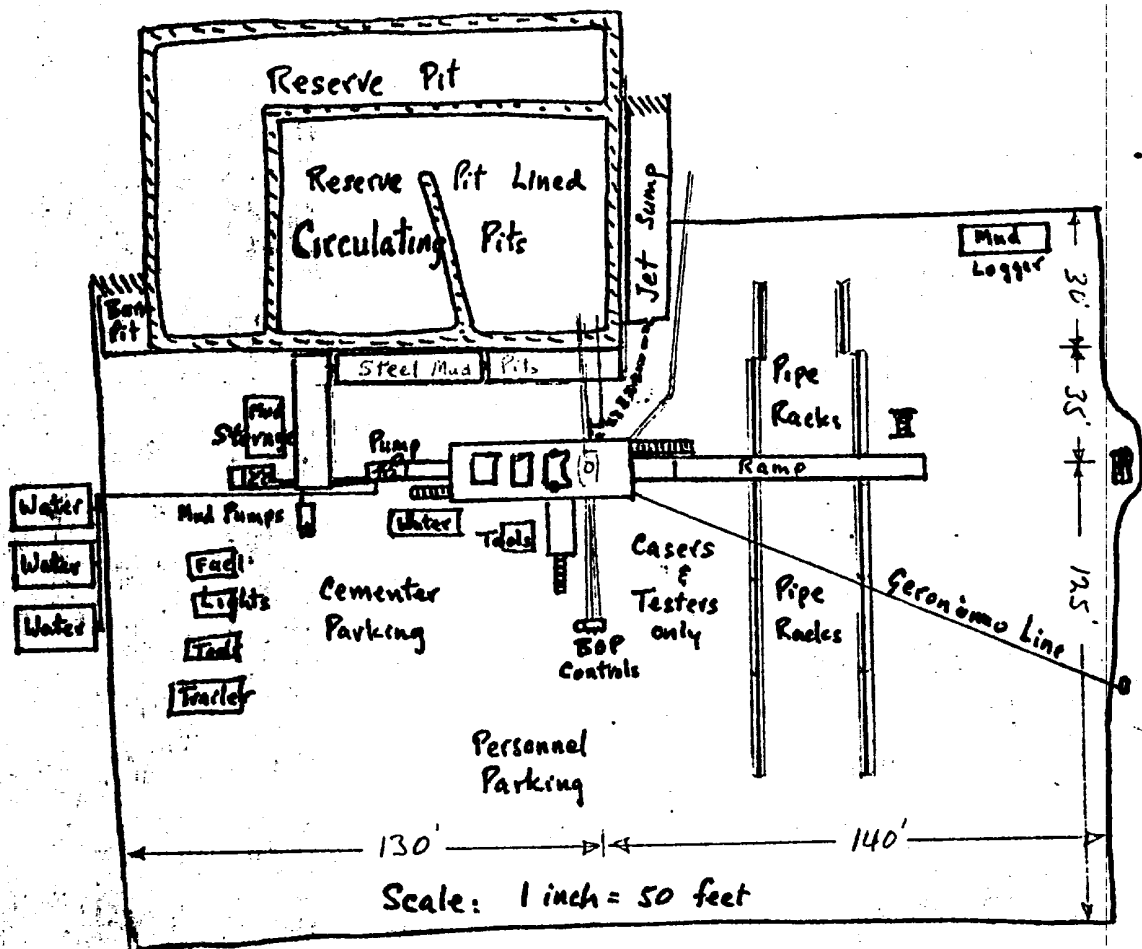 Reserve Pit
Reserve Pit Lined
Circulating Pits
Jet Sump
Mud
Logger
30'
35'
125'
Burn
Pit
Steel Mud Pits
Pipe
Racks
Mud
Storage
Pump
Ramp
Water
Water
Water
Mud Pumps
Water
Tools
Casers
&
Testers
only
Pipe
Racks
Geronimo Line
Fuel
Lights
Cementer
Parking
Trailer
BOP
Controls
Personnel
Parking
130'
140'
Scale: 1 inch = 50 feet